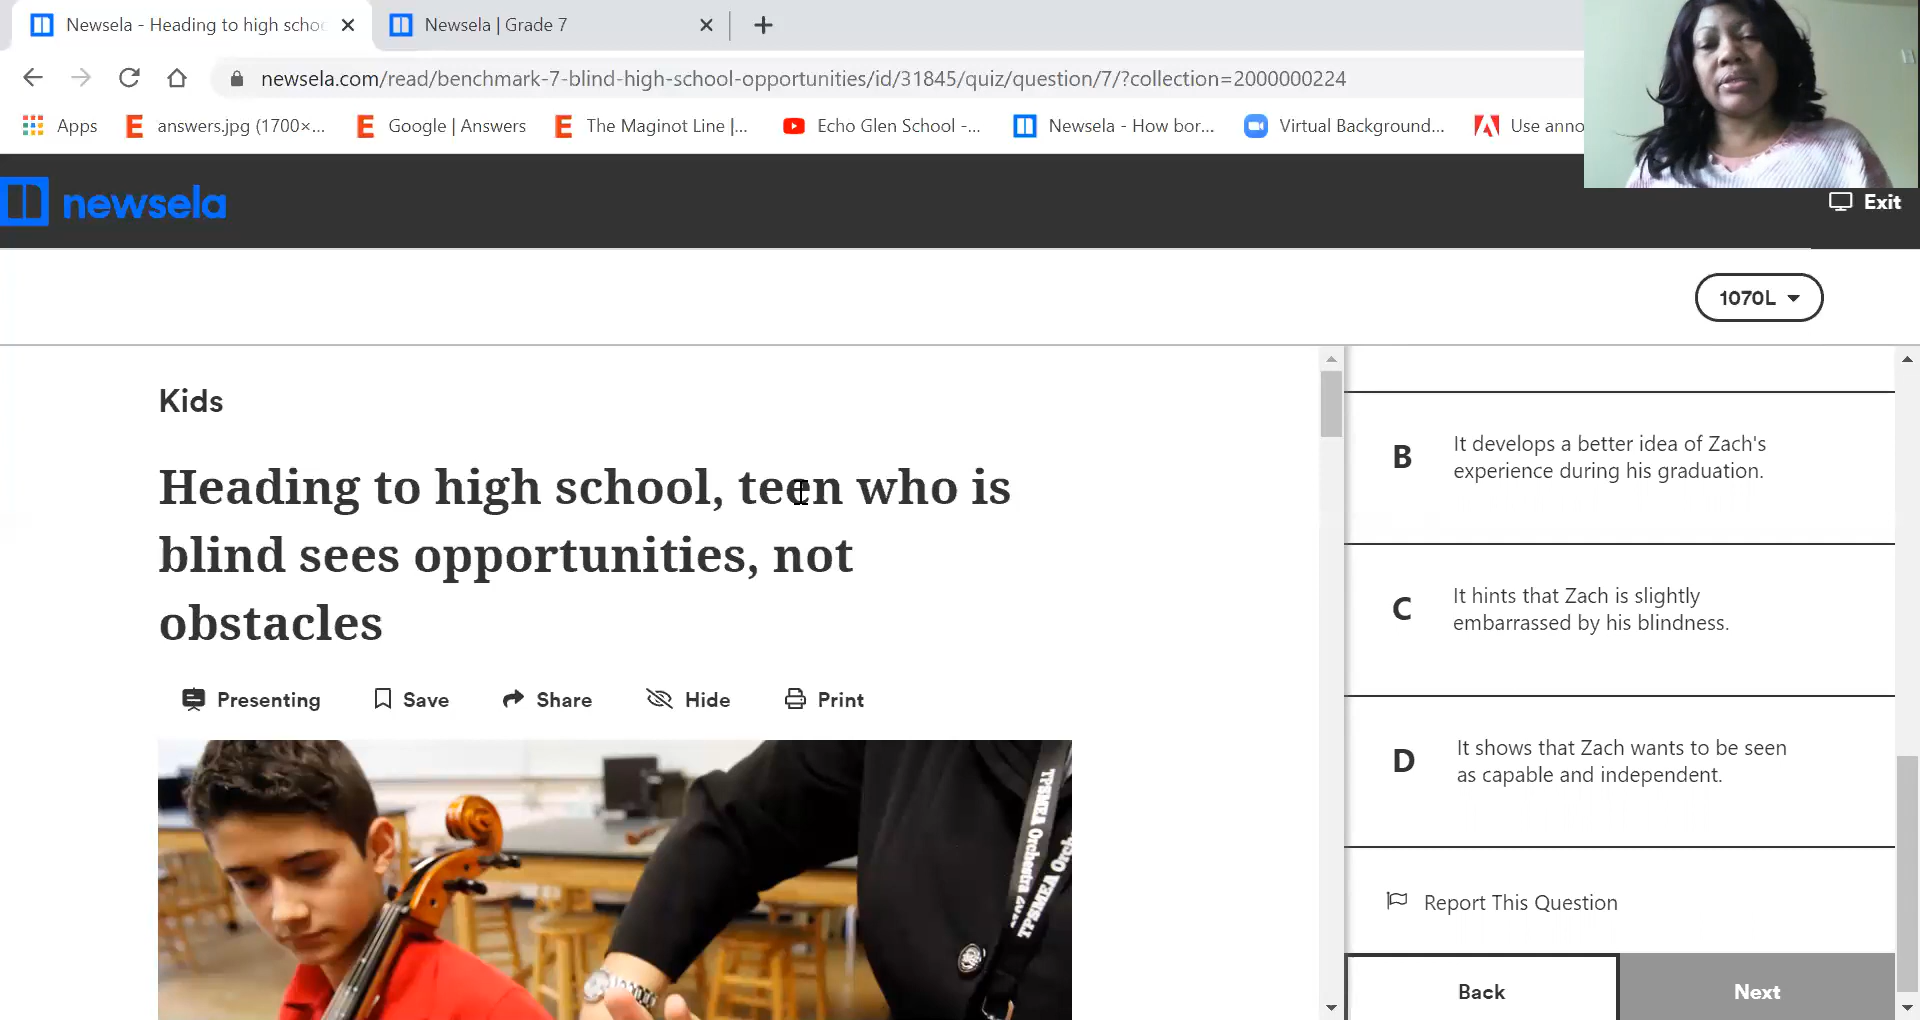 Newsela - Heading to high schoo
Newsela | Grade 7
newsela.com/read/benchmark-7-blind-high-school-opportunities/id/31845/quiz/question/7/?collection=2000000224
Apps
answers.jpg (1700×...
Google | Answers
The Maginot Line |...
Echo Glen School -...
Newsela - How bor...
Virtual Background...
Use anno
newsela
Exit
1070L
Kids
Heading to high school, teen who is
blind sees opportunities, not
obstacles
Presenting
Save
Share
Hide
Print
TPSMEA Orchestra
B
It develops a better idea of Zach's
experience during his graduation.
C
It hints that Zach is slightly
embarrassed by his blindness.
D
It shows that Zach wants to be seen
as capable and independent.
Report This Question
Back
Next